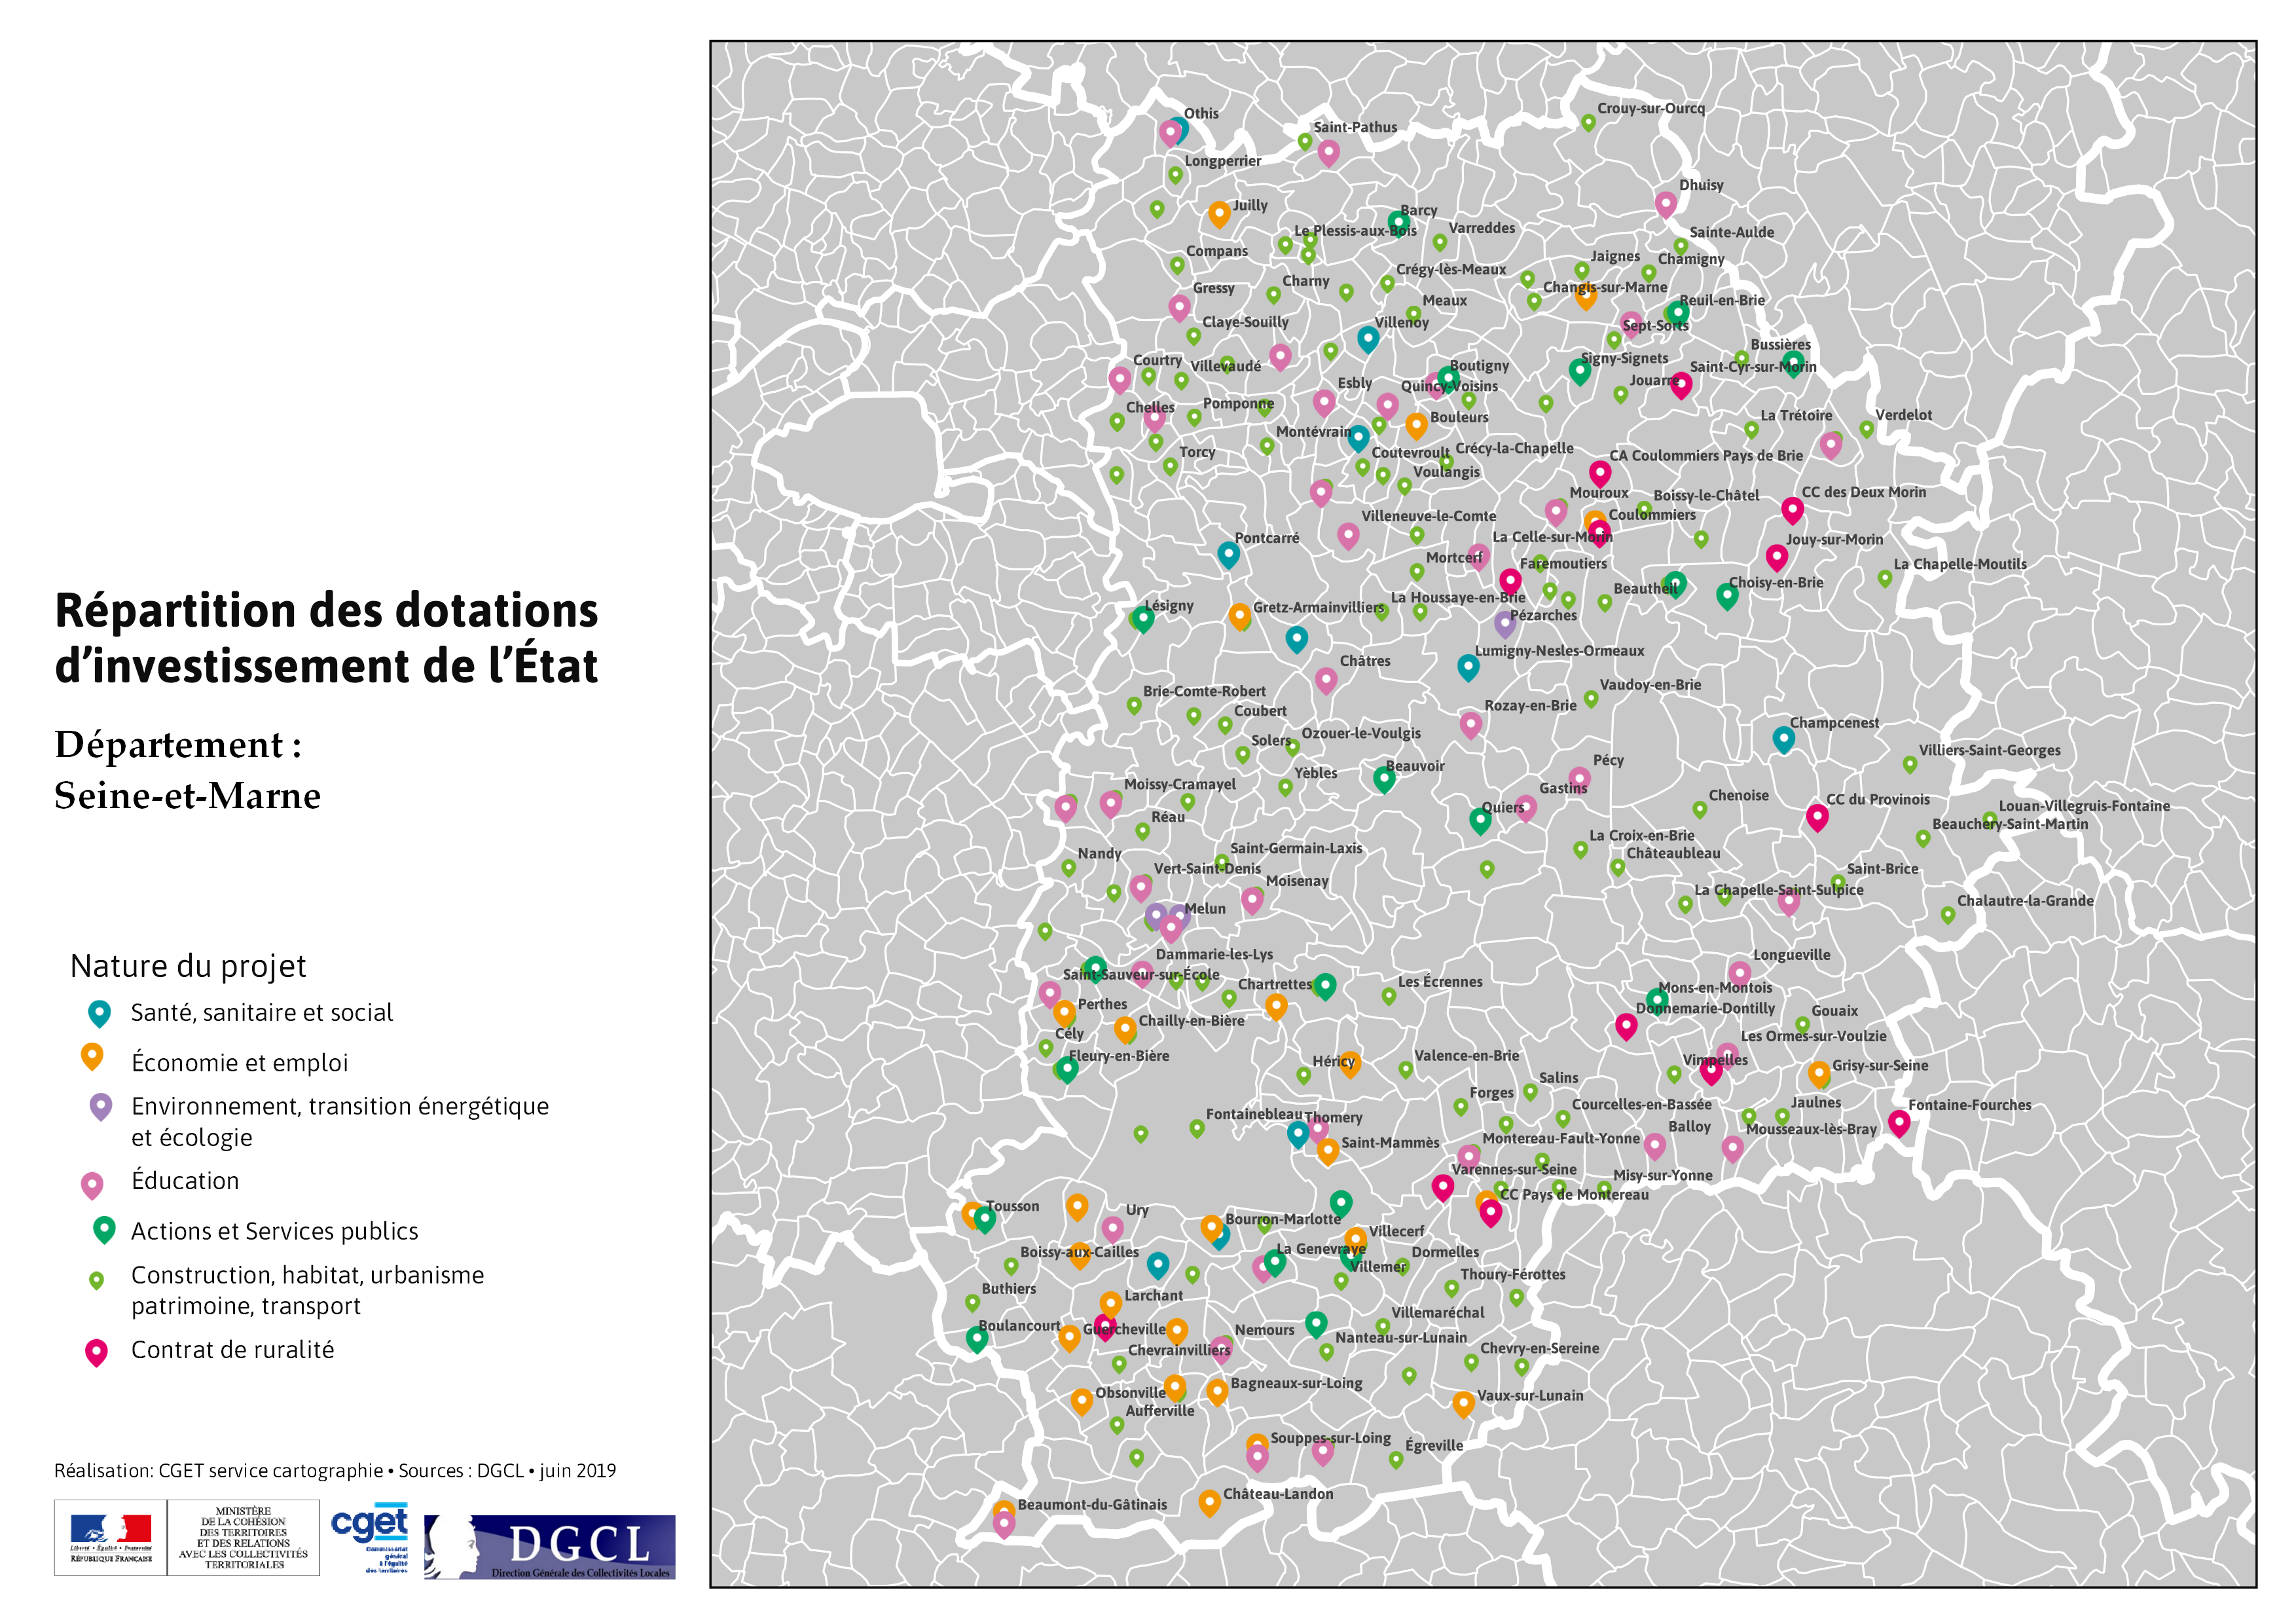 Répartition des dotations
d’investissement de l’État
Département :
Seine-et-Marne
Nature du projet
Santé, sanitaire et social
Économie et emploi
Environnement, transition énergétique
et écologie
Éducation
Actions et Services publics
Construction, habitat, urbanisme
patrimoine, transport
Contrat de ruralité
Réalisation: CGET service cartographie • Sources : DGCL • juin 2019
Liberté • Égalité • Fraternité
RÉPUBLIQUE FRANÇAISE
MINISTÈRE
DE LA COHÉSION
DES TERRITOIRES
ET DES RELATIONS
AVEC LES COLLECTIVITÉS
TERRITORIALES
cget
Commissariat
général
à l'égalité
des territoires
DGCL
Direction Générale des Collectivités Locales
Othis
Crouy-sur-Ourcq
Saint-Pathus
Longperrier
Dhuisy
Juilly
Barcy
Le Plessis-aux-Bois
Varreddes
Sainte-Aulde
Compans
Jaignes
Chamigny
Crégy-lès-Meaux
Charny
Gressy
Changis-sur-Marne
Meaux
Reuil-en-Brie
Claye-Souilly
Villenoy
Sept-Sorts
Bussières
Courtry
Villevaudé
Signy-Signets
Boutigny
Saint-Cyr-sur-Morin
Esbly
Quincy-Voisins
Jouarre
Chelles
Pomponne
Bouleurs
La Trétoire
Verdelot
Montévrain
Torcy
Coutevroult
Crécy-la-Chapelle
CA Coulommiers Pays de Brie
Voulangis
Mouroux
Boissy-le-Châtel
CC des Deux Morin
Villeneuve-le-Comte
Coulommiers
Pontcarré
La Celle-sur-Morin
Jouy-sur-Morin
Mortcerf
Faremoutiers
La Chapelle-Moutils
Beautheil
Choisy-en-Brie
Lésigny
Gretz-Armainvilliers
La Houssaye-en-Brie
Pézarches
Lumigny-Nesles-Ormeaux
Châtres
Brie-Comte-Robert
Vaudoy-en-Brie
Coubert
Rozay-en-Brie
Champcenest
Solers
Ozouer-le-Voulgis
Villiers-Saint-Georges
Yèbles
Beauvoir
Pécy
Moissy-Cramayel
Gastins
Chenoise
CC du Provinois
Louan-Villegruis-Fontaine
Réau
Quiers
Beauchery-Saint-Martin
La Croix-en-Brie
Nandy
Saint-Germain-Laxis
Châteaubleau
Vert-Saint-Denis
Moisenay
Saint-Brice
La Chapelle-Saint-Sulpice
Melun
Chalautre-la-Grande
Dammarie-les-Lys
Longueville
Saint-Sauveur-sur-École
Chartrettes
Les Écrennes
Mons-en-Montois
Perthes
Donnemarie-Dontilly
Gouaix
Chailly-en-Bière
Cély
Les Ormes-sur-Voulzie
Fleury-en-Bière
Héricy
Valence-en-Brie
Vimpelles
Grisy-sur-Seine
Salins
Forges
Courcelles-en-Bassée
Jaulnes
Fontaine-Fourches
Fontainebleau
Thomery
Balloy
Mousseaux-lès-Bray
Saint-Mammès
Montereau-Fault-Yonne
Varennes-sur-Seine
Misy-sur-Yonne
CC Pays de Montereau
Tousson
Ury
Bourron-Marlotte
Villecerf
Boissy-aux-Cailles
La Genevraye
Dormelles
Villemer
Thoury-Férottes
Buthiers
Larchant
Villemaréchal
Boulancourt
Guercheville
Nemours
Nanteau-sur-Lunain
Chevrainvilliers
Chevry-en-Sereine
Obsonville
Bagneaux-sur-Loing
Vaux-sur-Lunain
Aufferville
Souppes-sur-Loing
Égreville
Beaumont-du-Gâtinais
Château-Landon